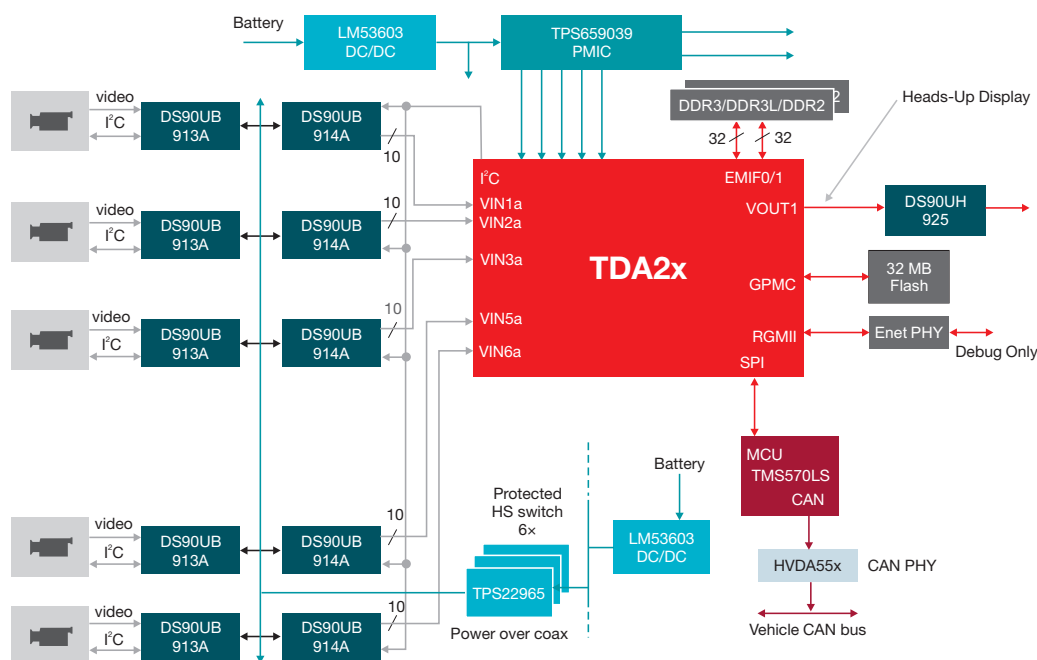 Battery
LM53603
DC/DC
TPS659039
PMIC
DDR3/DDR3L/DDR2
2
32
32
Heads-Up Display
video
I²C
DS90UB
913A
DS90UB
914A
10
video
I²C
DS90UB
913A
DS90UB
914A
10
video
I²C
DS90UB
913A
DS90UB
914A
10
video
I²C
DS90UB
913A
DS90UB
914A
10
video
I²C
DS90UB
913A
DS90UB
914A
10
I²C
VIN1a
VIN2a
VIN3a
VIN5a
VIN6a
TDA2x
EMIF0/1
VOUT1
GPMC
RGMII
SPI
DS90UH
925
32 MB
Flash
Enet PHY
Debug Only
MCU
TMS570LS
CAN
HVDA55x
CAN PHY
Vehicle CAN bus
Battery
LM53603
DC/DC
Protected
HS switch
6×
TPS22965
Power over coax